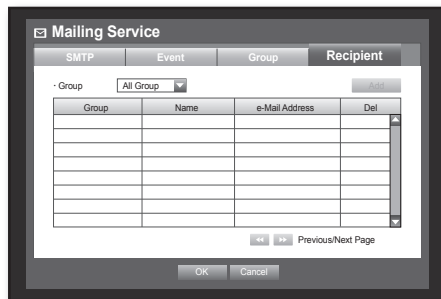 Mailing Service
SMTP Event Group Recipient
· Group All Group Add
Group Name e-Mail Address Del
Previous/Next Page
OK Cancel